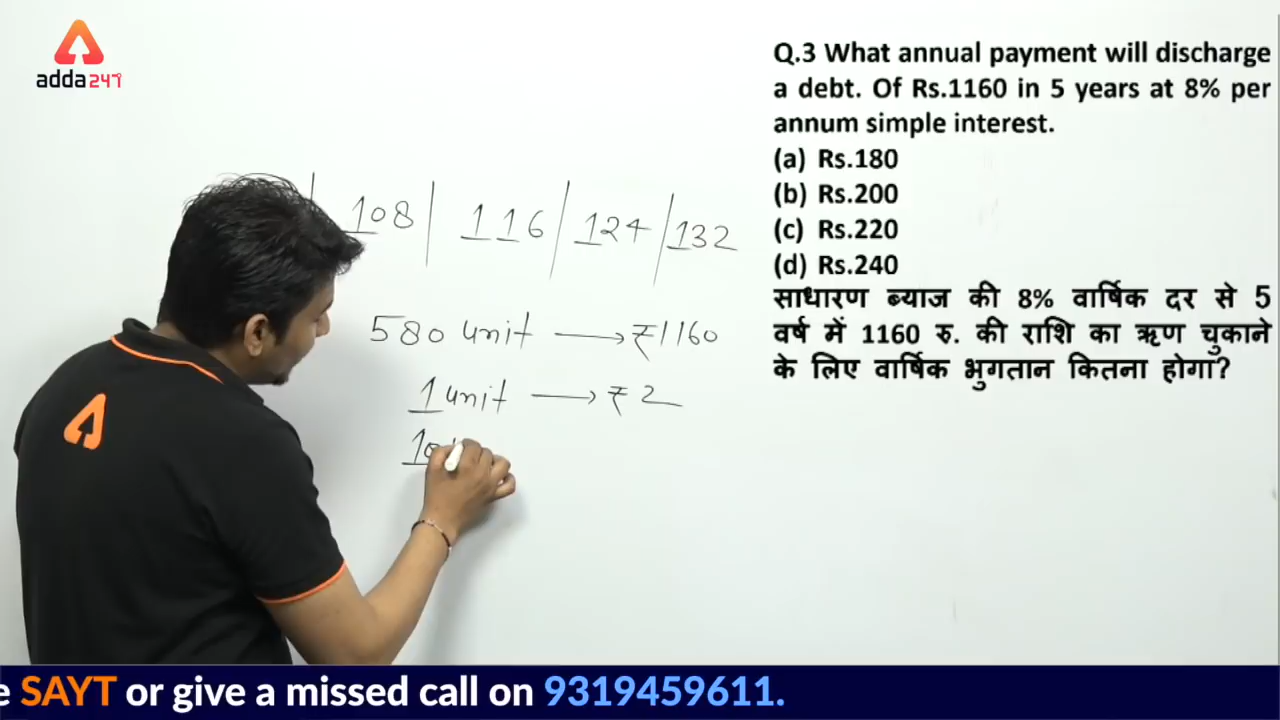 adda247
Q.3 What annual payment will discharge
a debt. Of Rs.1160 in 5 years at 8% per
annum simple interest.
(a) Rs.180
(b) Rs.200
(c) Rs.220
(d) Rs.240
साधारण ब्याज की 8% वार्षिक दर से 5
वर्ष में 1160 रु. की राशि का ऋण चुकाने
के लिए वार्षिक भुगतान कितना होगा?
| 108 | 116 | 124 | 132
580 unit ⟶ ₹1160
1 unit ⟶ ₹ 2
10
SAYT or give a missed call on 9319459611.